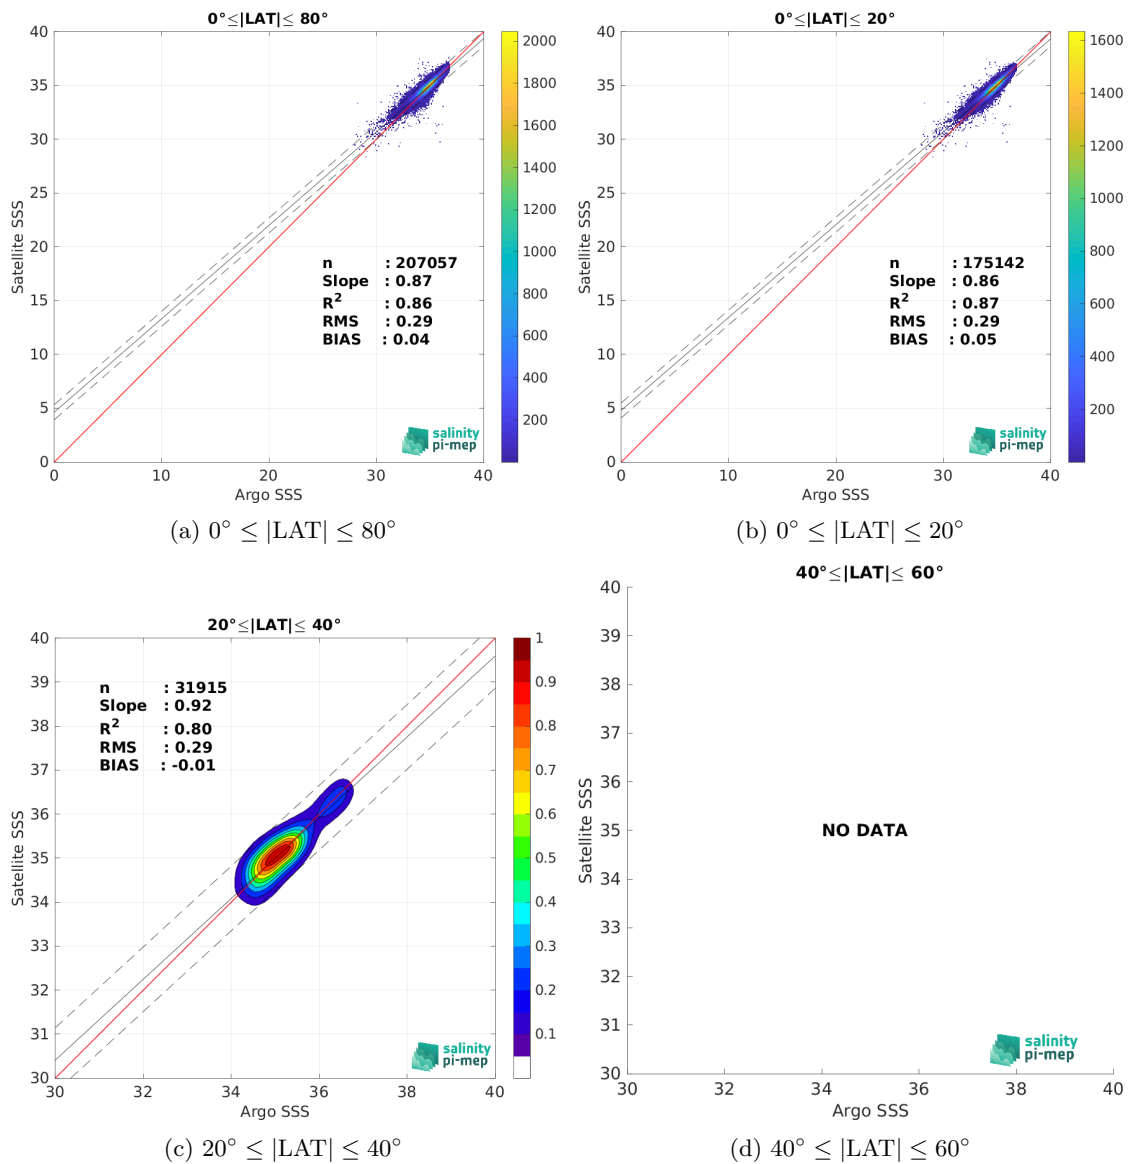 0°≤|LAT|≤ 80°
40
35
30
25
20
15
10
5
0
Satellite SSS
n : 207057
Slope : 0.87
R² : 0.86
RMS : 0.29
BIAS : 0.04
salinity
pi-mep
0 10 20 30 40
Argo SSS
2000
1800
1600
1400
1200
1000
800
600
400
200
(a) 0° ≤ |LAT| ≤ 80°
0°≤|LAT|≤ 20°
40
35
30
25
20
15
10
5
0
Satellite SSS
n : 175142
Slope : 0.86
R² : 0.87
RMS : 0.29
BIAS : 0.05
salinity
pi-mep
0 10 20 30 40
Argo SSS
1600
1400
1200
1000
800
600
400
200
(b) 0° ≤ |LAT| ≤ 20°
20°≤|LAT|≤ 40°
40
39
38
37
36
35
34
33
32
31
30
Satellite SSS
n : 31915
Slope : 0.92
R² : 0.80
RMS : 0.29
BIAS : -0.01
salinity
pi-mep
30 32 34 36 38 40
Argo SSS
1
0.9
0.8
0.7
0.6
0.5
0.4
0.3
0.2
0.1
(c) 20° ≤ |LAT| ≤ 40°
40°≤|LAT|≤ 60°
40
39
38
37
36
35
34
33
32
31
30
Satellite SSS
NO DATA
salinity
pi-mep
30 32 34 36 38 40
Argo SSS
(d) 40° ≤ |LAT| ≤ 60°